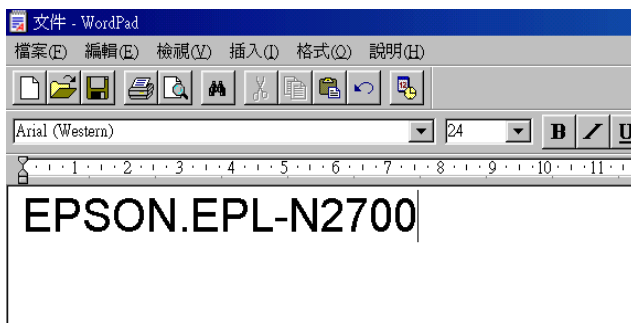 文件 - WordPad
檔案(F) 編輯(E) 檢視(V) 插入(I) 格式(O) 說明(H)
Arial (Western) 24 B I U
1 2 3 4 5 6 7 8 9 10 11
EPSON.EPL-N2700